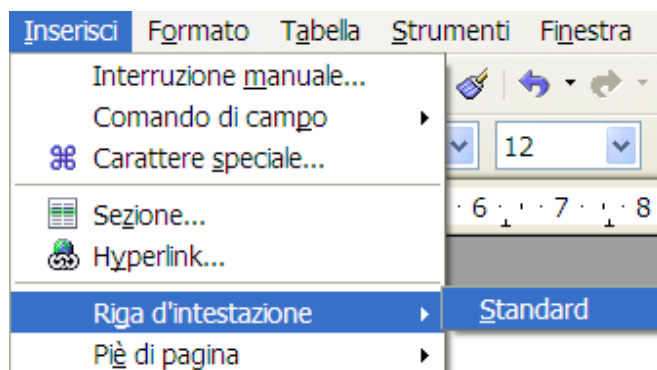 Inserisci Formato Tabella Strumenti Finestra
Interruzione manuale...
Comando di campo
Carattere speciale...
12
Sezione...
6 7 8
Hyperlink...
Riga d'intestazione Standard
Piè di pagina